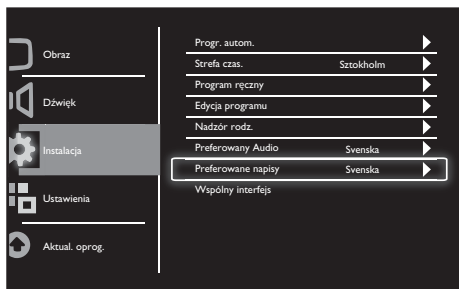 Obraz
Dźwięk
Instalacja
Ustawienia
Aktual. oprog.
Progr. autom.
Strefa czas. Sztokholm
Program ręczny
Edycja programu
Nadzór rodz.
Preferowany Audio Svenska
Preferowane napisy Svenska
Wspólny interfejs